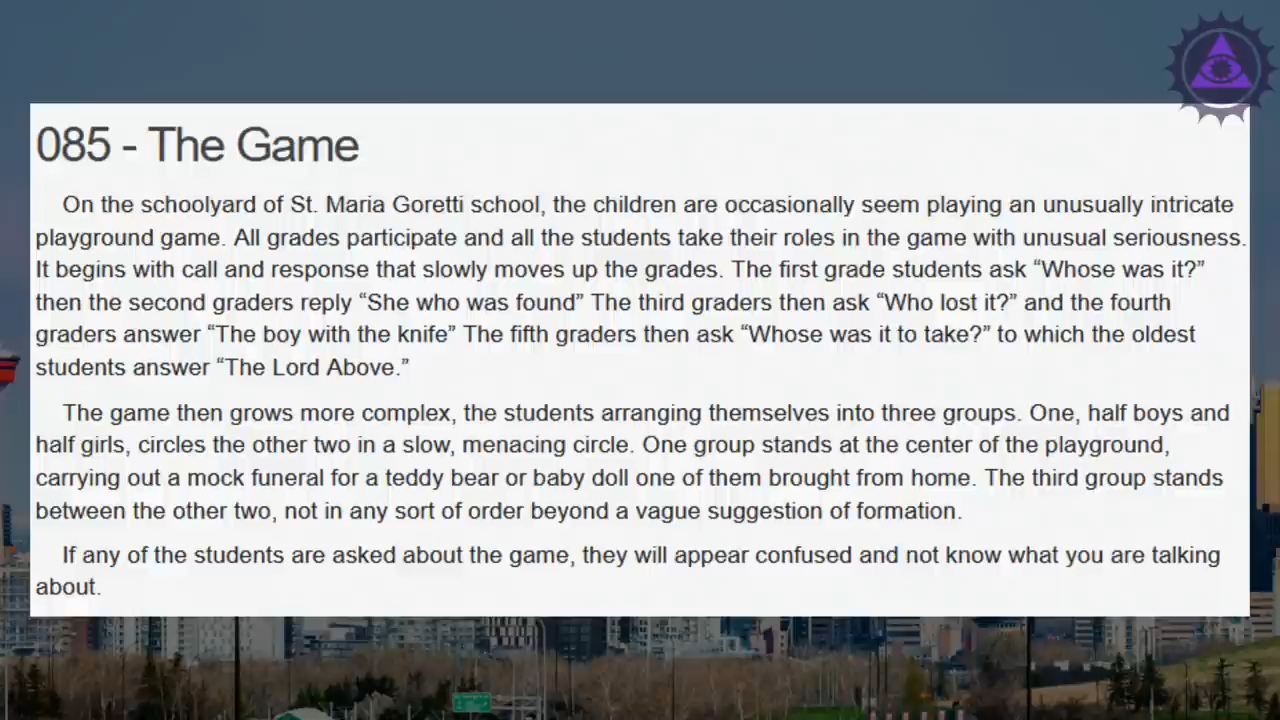 085 - The Game
On the schoolyard of St. Maria Goretti school, the children are occasionally seem playing an unusually intricate
playground game. All grades participate and all the students take their roles in the game with unusual seriousness.
It begins with call and response that slowly moves up the grades. The first grade students ask “Whose was it?”
then the second graders reply “She who was found” The third graders then ask “Who lost it?” and the fourth
graders answer “The boy with the knife” The fifth graders then ask “Whose was it to take?” to which the oldest
students answer “The Lord Above.”
The game then grows more complex, the students arranging themselves into three groups. One, half boys and
half girls, circles the other two in a slow, menacing circle. One group stands at the center of the playground,
carrying out a mock funeral for a teddy bear or baby doll one of them brought from home. The third group stands
between the other two, not in any sort of order beyond a vague suggestion of formation.
If any of the students are asked about the game, they will appear confused and not know what you are talking
about.